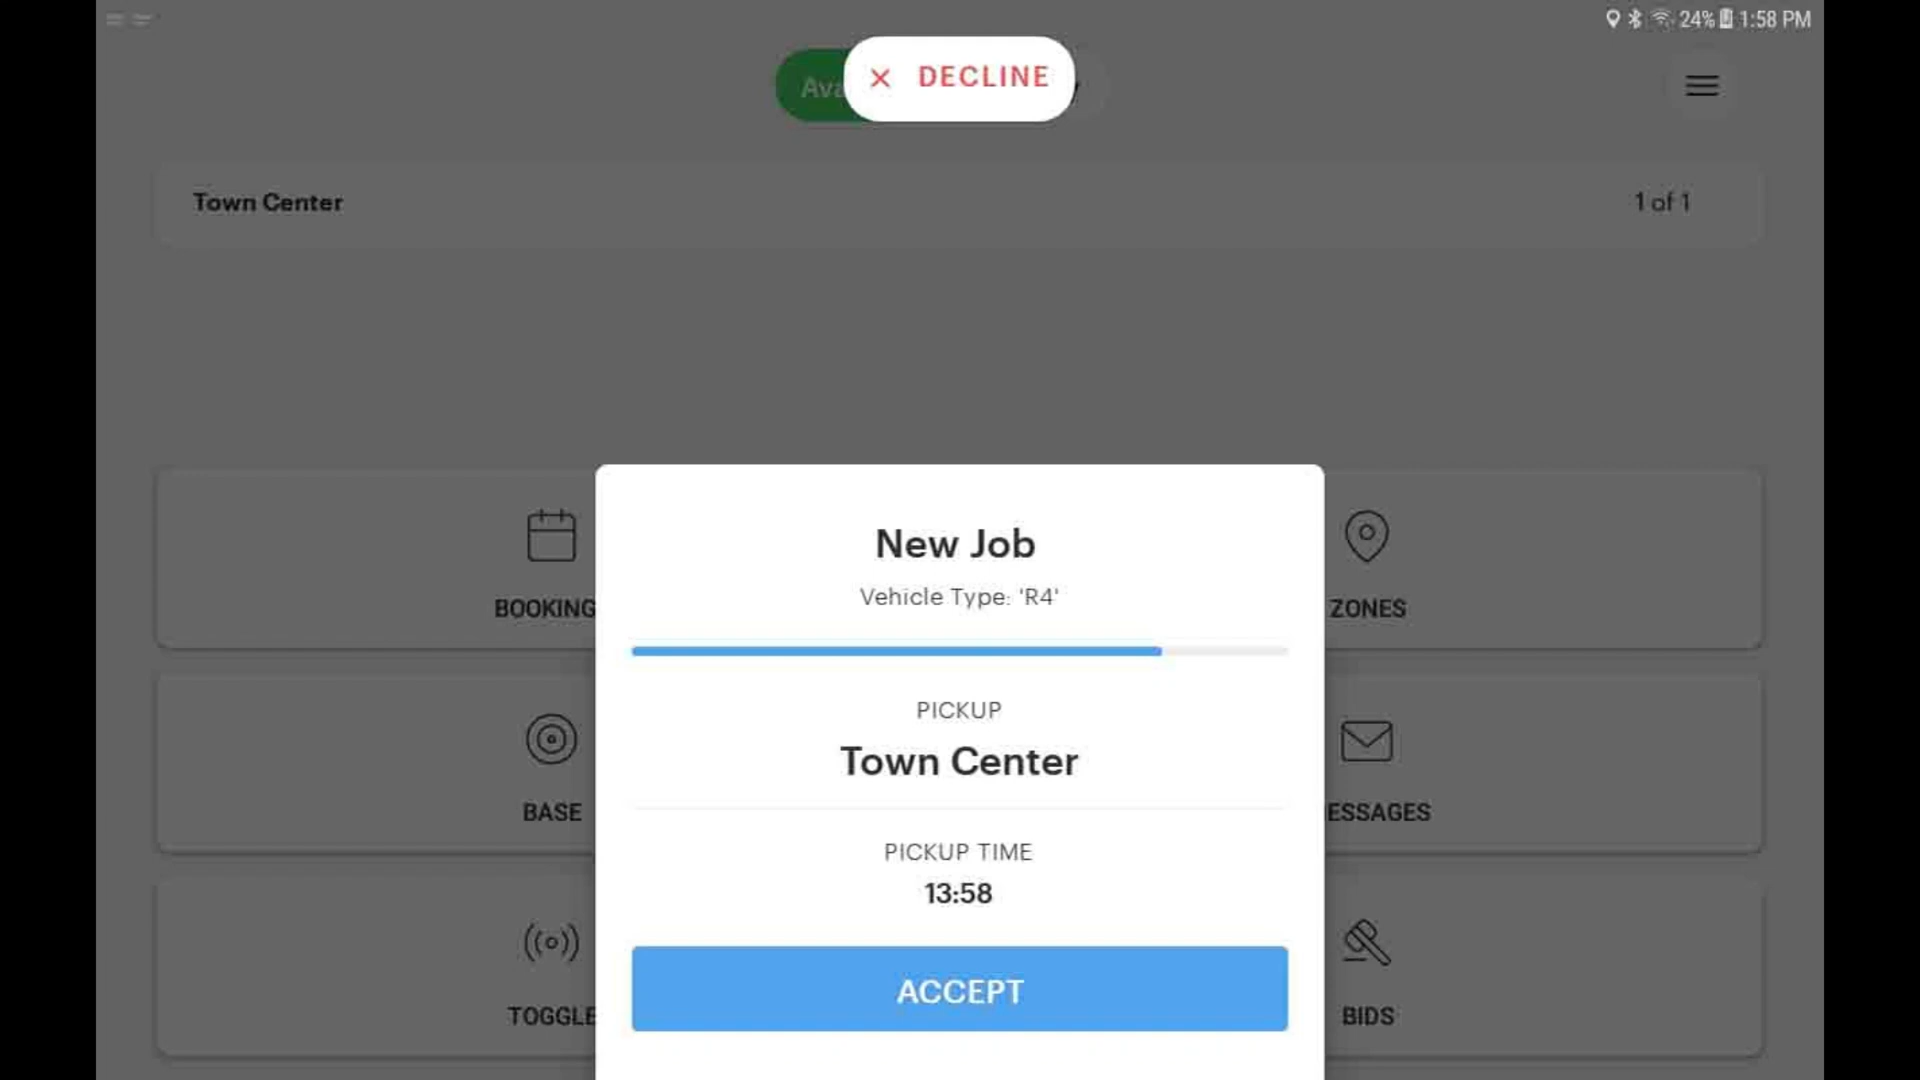 24% 1:58 PM
DECLINE
Town Center
1 of 1
New Job
Vehicle Type: 'R4'
BOOKING
ZONES
PICKUP
Town Center
BASE
ESSAGES
PICKUP TIME
13:58
ACCEPT
TOGGLE
BIDS